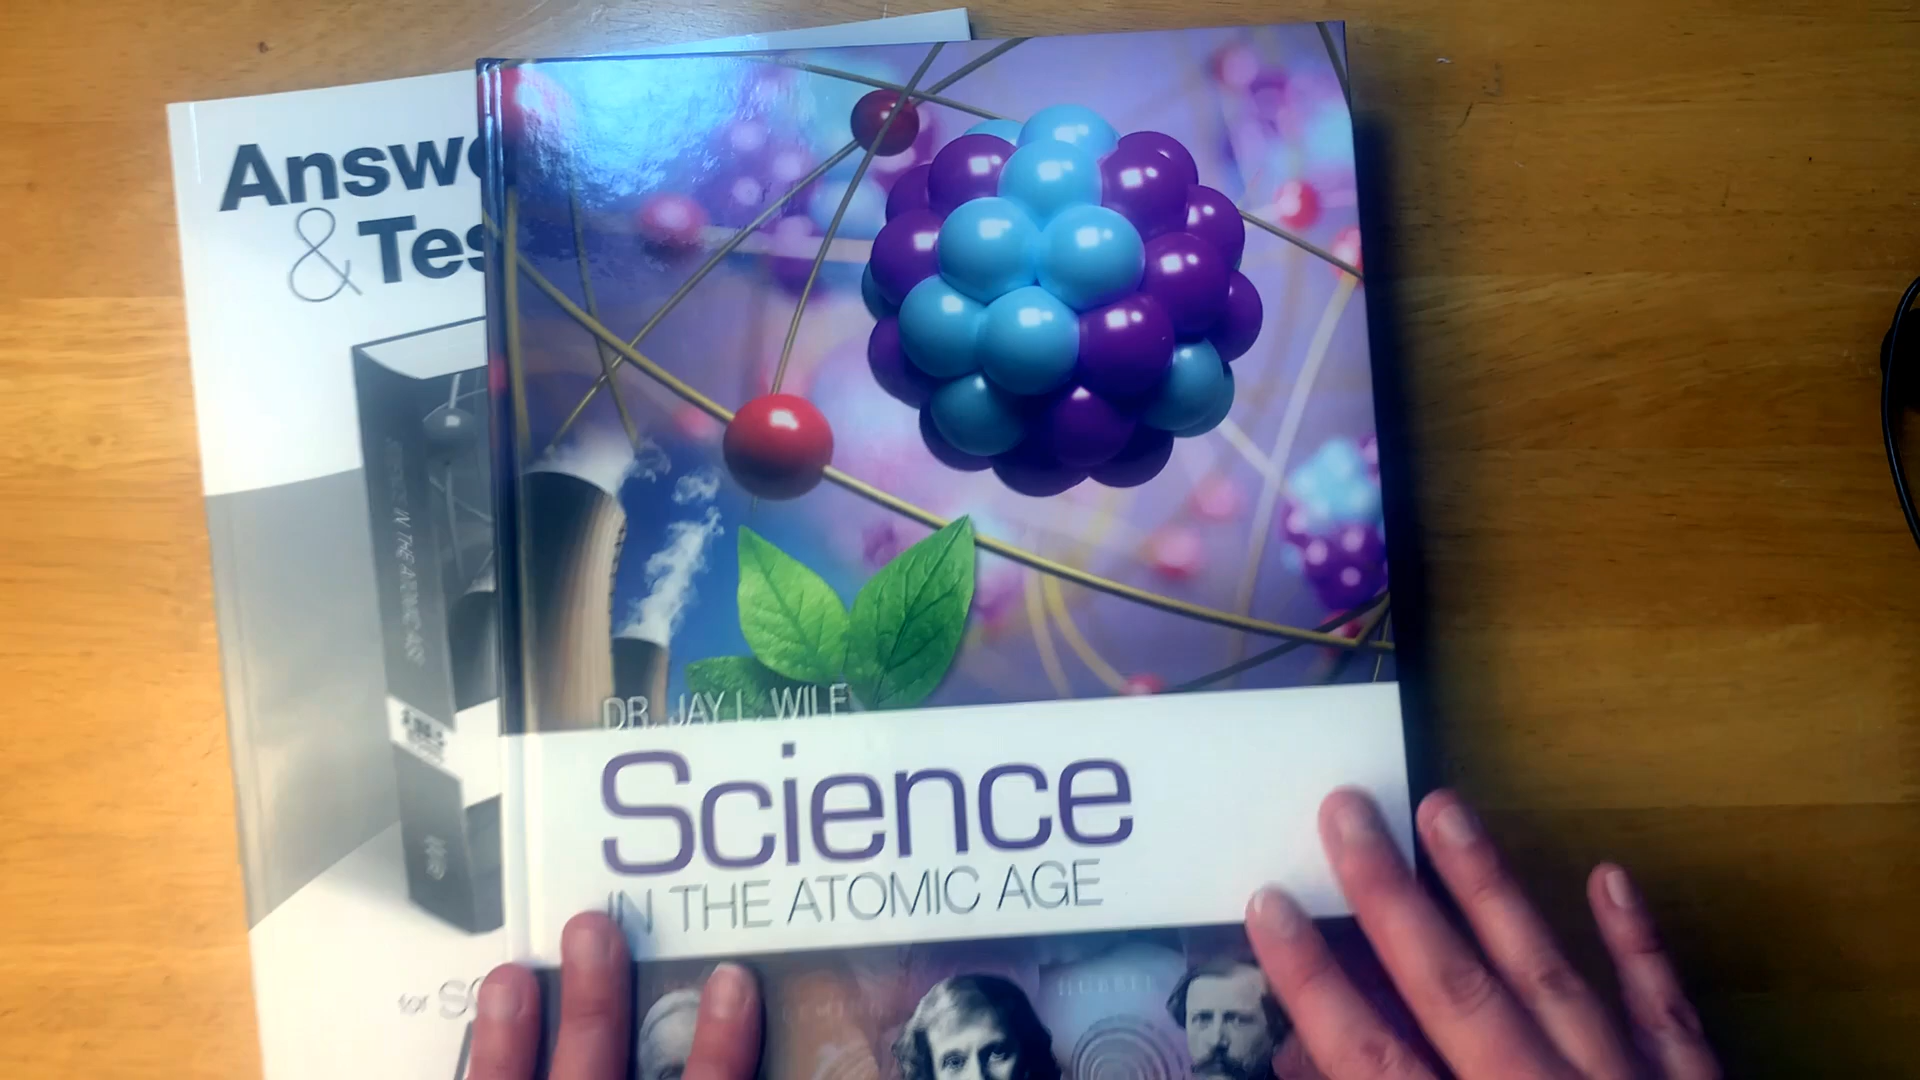 Answe
& Tes
for SC
DR. JAY L. WILE
Science
IN THE ATOMIC AGE
HUBBLE